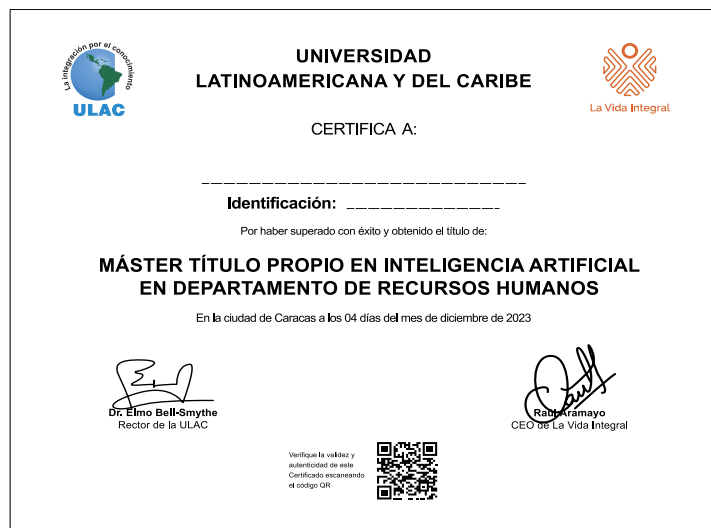 La integración por el conocimiento
ULAC
UNIVERSIDAD
LATINOAMERICANA Y DEL CARIBE
La Vida Integral
CERTIFICA A:
Identificación:
Por haber superado con éxito y obtenido el título de:
MÁSTER TÍTULO PROPIO EN INTELIGENCIA ARTIFICIAL
EN DEPARTAMENTO DE RECURSOS HUMANOS
En la ciudad de Caracas a los 04 días del mes de diciembre de 2023
Dr. Elmo Bell-Smythe
Rector de la ULAC
Raúl Aramayo
CEO de La Vida Integral
Verifique la validez y
autenticidad de este
Certificado escaneando
el código QR